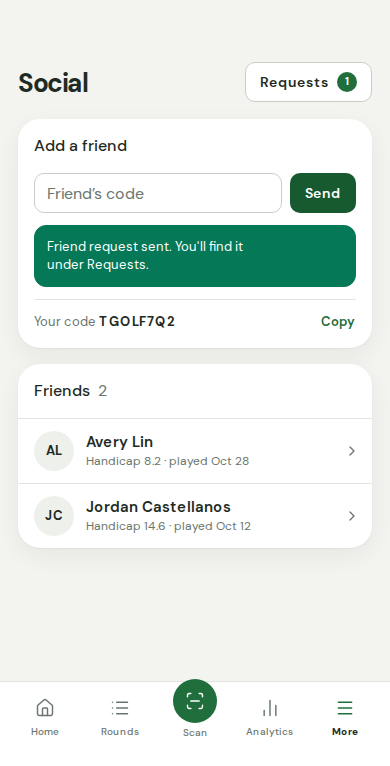 Social
Requests 1
Add a friend
Friend's code
Send
Friend request sent. You'll find it
under Requests.
Your code TGOLF7Q2
Copy
Friends 2
AL
Avery Lin
Handicap 8.2 · played Oct 28
JC
Jordan Castellanos
Handicap 14.6 · played Oct 12
Home
Rounds
Scan
Analytics
More